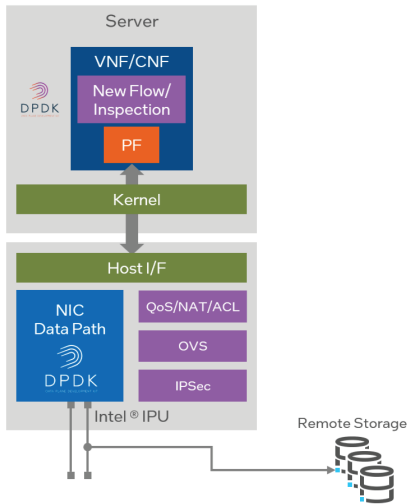 Server
VNF/CNF
DPDK
New Flow/
Inspection
PF
Kernel
Host I/F
NIC
Data Path
DPDK
QoS/NAT/ACL
OVS
IPSec
Intel® IPU
Remote Storage